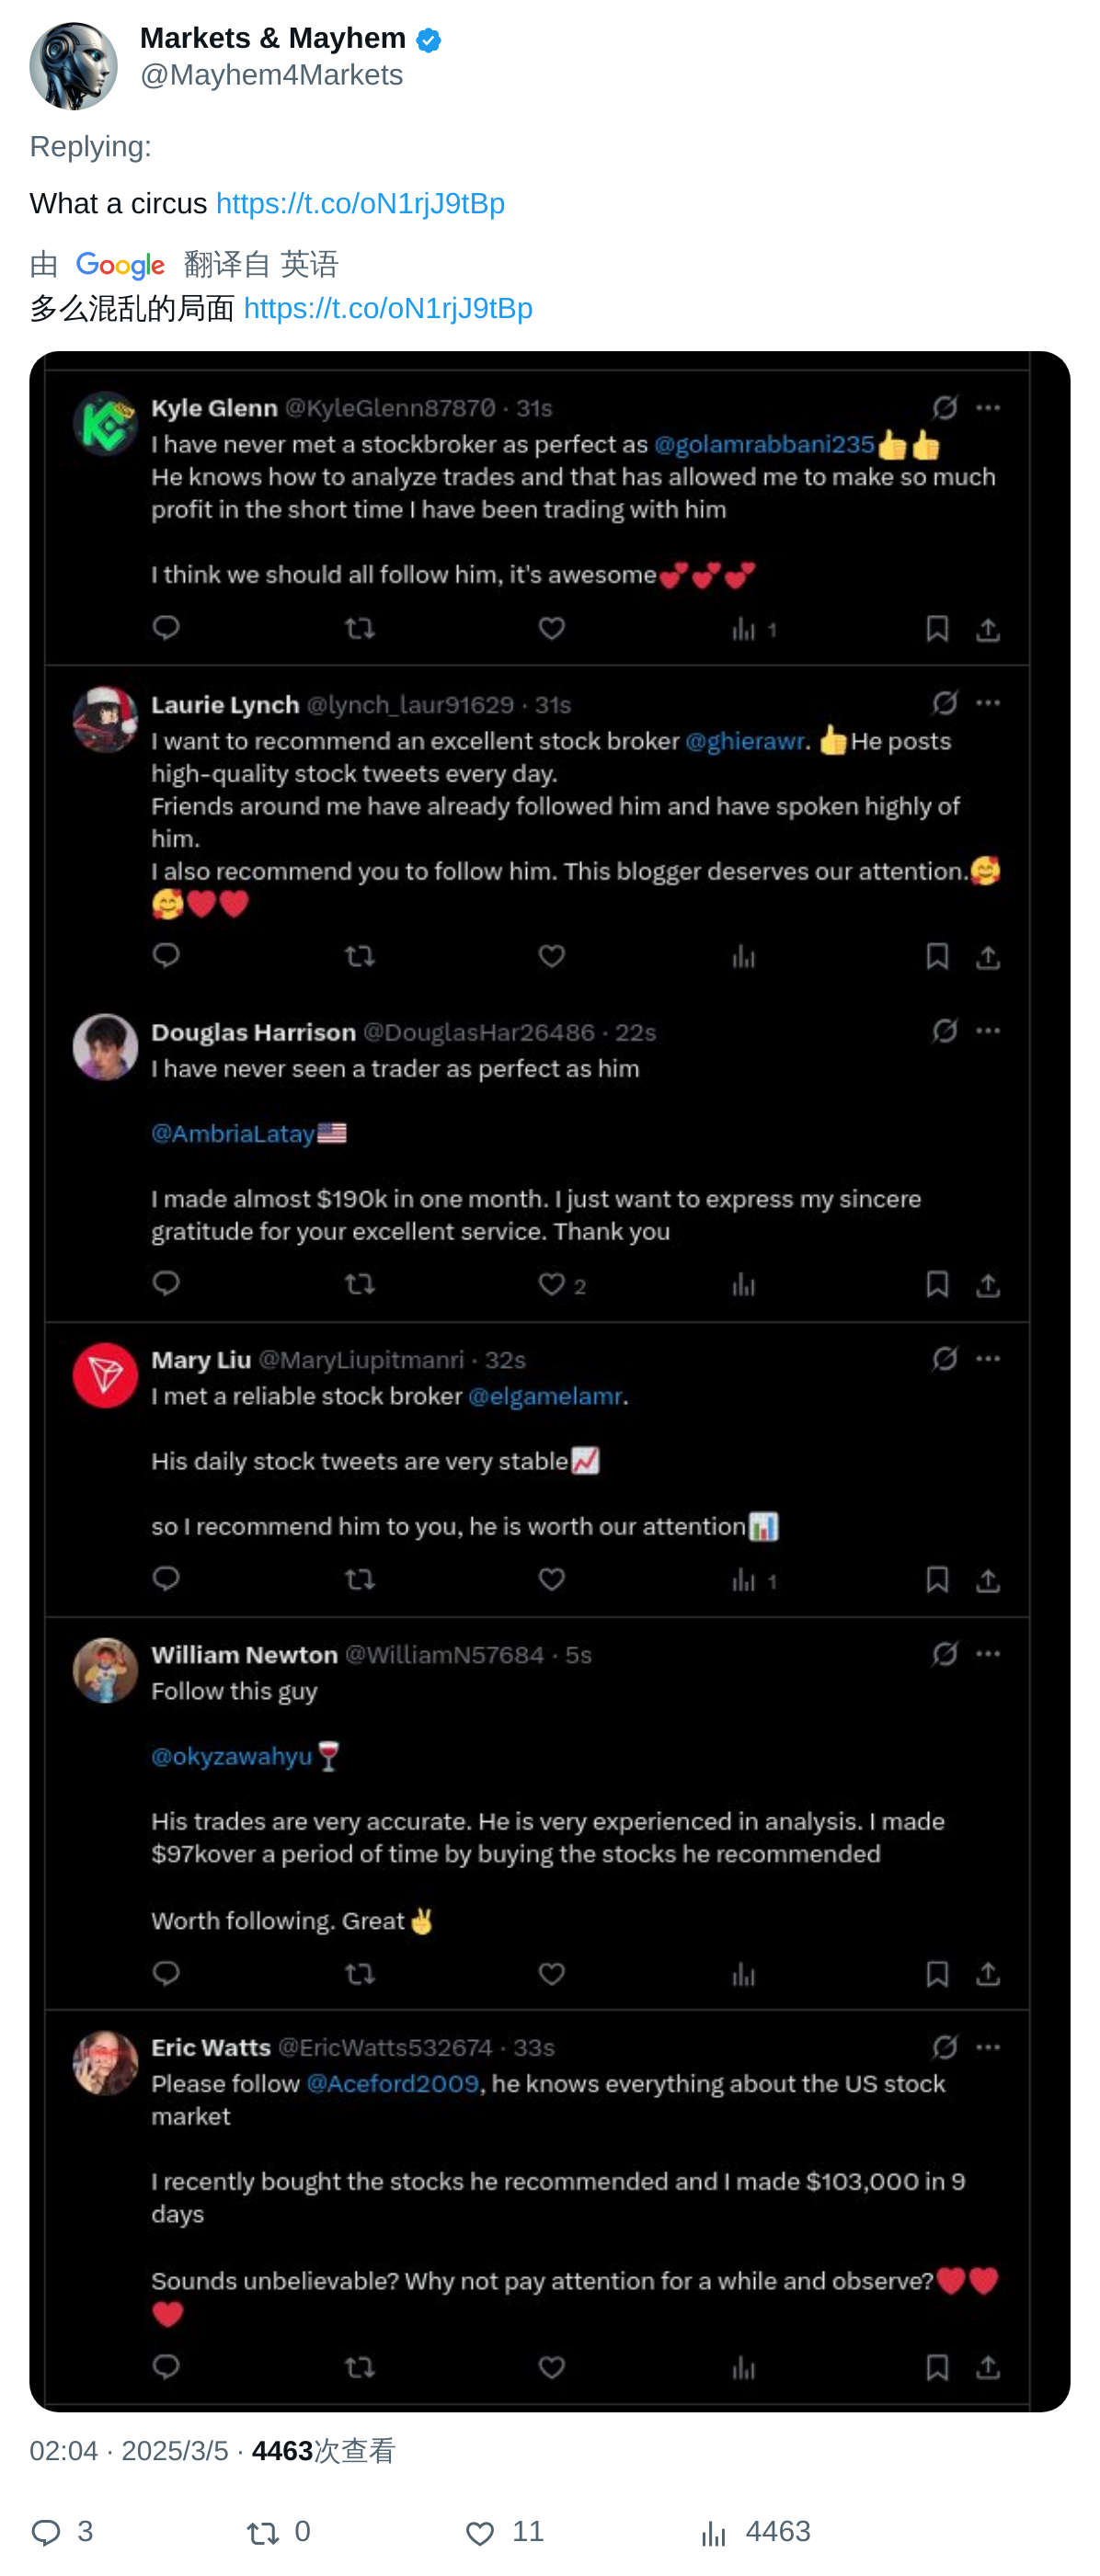 Markets & Mayhem
@Mayhem4Markets
Replying:
What a circus https://t.co/oN1rjJ9tBp
由 Google 翻译自 英语
多么混乱的局面 https://t.co/oN1rjJ9tBp
Kyle Glenn @KyleGlenn87870 · 31s
I have never met a stockbroker as perfect as @golamrabbani235👍👍
He knows how to analyze trades and that has allowed me to make so much
profit in the short time I have been trading with him
I think we should all follow him, it's awesome💕💕💕
1
Laurie Lynch @lynch_laur91629 · 31s
I want to recommend an excellent stock broker @ghierawr. 👍He posts
high-quality stock tweets every day.
Friends around me have already followed him and have spoken highly of
him.
I also recommend you to follow him. This blogger deserves our attention.🥰
🥰❤️❤️
Douglas Harrison @DouglasHar26486 · 22s
I have never seen a trader as perfect as him
@AmbriaLatay🇺🇸
I made almost $190k in one month. I just want to express my sincere
gratitude for your excellent service. Thank you
2
Mary Liu @MaryLiupitmanri · 32s
I met a reliable stock broker @elgamelamr.
His daily stock tweets are very stable📈
so I recommend him to you, he is worth our attention📊
1
William Newton @WilliamN57684 · 5s
Follow this guy
@okyzawahyu🍷
His trades are very accurate. He is very experienced in analysis. I made
$97kover a period of time by buying the stocks he recommended
Worth following. Great✌️
Eric Watts @EricWatts532674 · 33s
Please follow @Aceford2009, he knows everything about the US stock
market
I recently bought the stocks he recommended and I made $103,000 in 9
days
Sounds unbelievable? Why not pay attention for a while and observe?❤️❤️
❤️
02:04 · 2025/3/5 · 4463次查看
3 0 11 4463